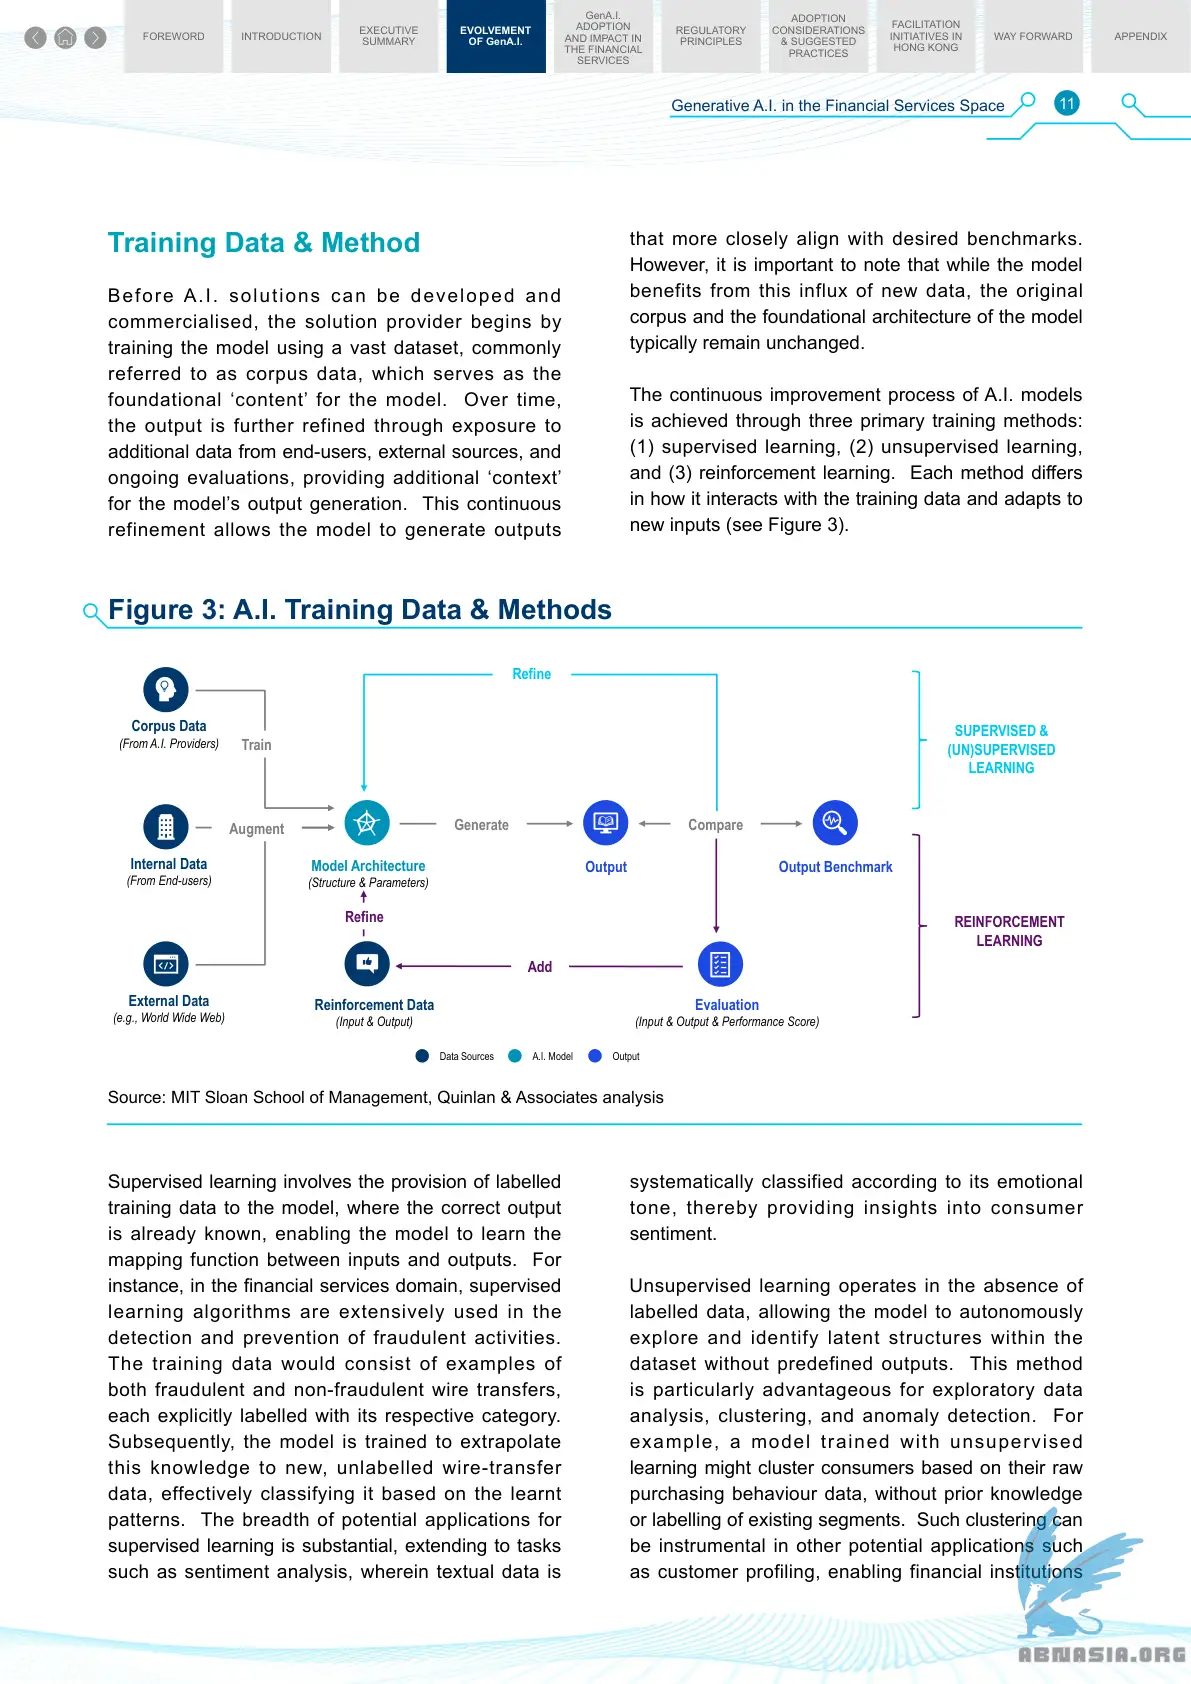 FOREWORD
INTRODUCTION
EXECUTIVE
SUMMARY
EVOLVEMENT
OF GenA.I.
GenA.I.
ADOPTION
AND IMPACT IN
THE FINANCIAL
SERVICES
REGULATORY
PRINCIPLES
ADOPTION
CONSIDERATIONS
& SUGGESTED
PRACTICES
FACILITATION
INITIATIVES IN
HONG KONG
WAY FORWARD
APPENDIX
Generative A.I. in the Financial Services Space
11
Training Data & Method
Before A.I. solutions can be developed and
commercialised, the solution provider begins by
training the model using a vast dataset, commonly
referred to as corpus data, which serves as the
foundational ‘content’ for the model.  Over time,
the output is further refined through exposure to
additional data from end-users, external sources, and
ongoing evaluations, providing additional ‘context’
for the model’s output generation.  This continuous
refinement allows the model to generate outputs
that more closely align with desired benchmarks.
However, it is important to note that while the model
benefits from this influx of new data, the original
corpus and the foundational architecture of the model
typically remain unchanged.
The continuous improvement process of A.I. models
is achieved through three primary training methods:
(1) supervised learning, (2) unsupervised learning,
and (3) reinforcement learning.  Each method differs
in how it interacts with the training data and adapts to
new inputs (see Figure 3).
Figure 3: A.I. Training Data & Methods
Refine
Corpus Data
(From A.I. Providers)
Train
SUPERVISED &
(UN)SUPERVISED
LEARNING
Augment
Generate
Compare
Internal Data
(From End-users)
Model Architecture
(Structure & Parameters)
Output
Output Benchmark
Refine
REINFORCEMENT
LEARNING
Add
External Data
(e.g., World Wide Web)
Reinforcement Data
(Input & Output)
Evaluation
(Input & Output & Performance Score)
Data Sources
A.I. Model
Output
Source: MIT Sloan School of Management, Quinlan & Associates analysis
Supervised learning involves the provision of labelled
training data to the model, where the correct output
is already known, enabling the model to learn the
mapping function between inputs and outputs.  For
instance, in the financial services domain, supervised
learning algorithms are extensively used in the
detection and prevention of fraudulent activities.
The training data would consist of examples of
both fraudulent and non-fraudulent wire transfers,
each explicitly labelled with its respective category.
Subsequently, the model is trained to extrapolate
this knowledge to new, unlabelled wire-transfer
data, effectively classifying it based on the learnt
patterns.  The breadth of potential applications for
supervised learning is substantial, extending to tasks
such as sentiment analysis, wherein textual data is
systematically classified according to its emotional
tone, thereby providing insights into consumer
sentiment.
Unsupervised learning operates in the absence of
labelled data, allowing the model to autonomously
explore and identify latent structures within the
dataset without predefined outputs.  This method
is particularly advantageous for exploratory data
analysis, clustering, and anomaly detection.  For
example, a model trained with unsupervised
learning might cluster consumers based on their raw
purchasing behaviour data, without prior knowledge
or labelling of existing segments.  Such clustering can
be instrumental in other potential applications such
as customer profiling, enabling financial institutions
ABNASIA.ORG